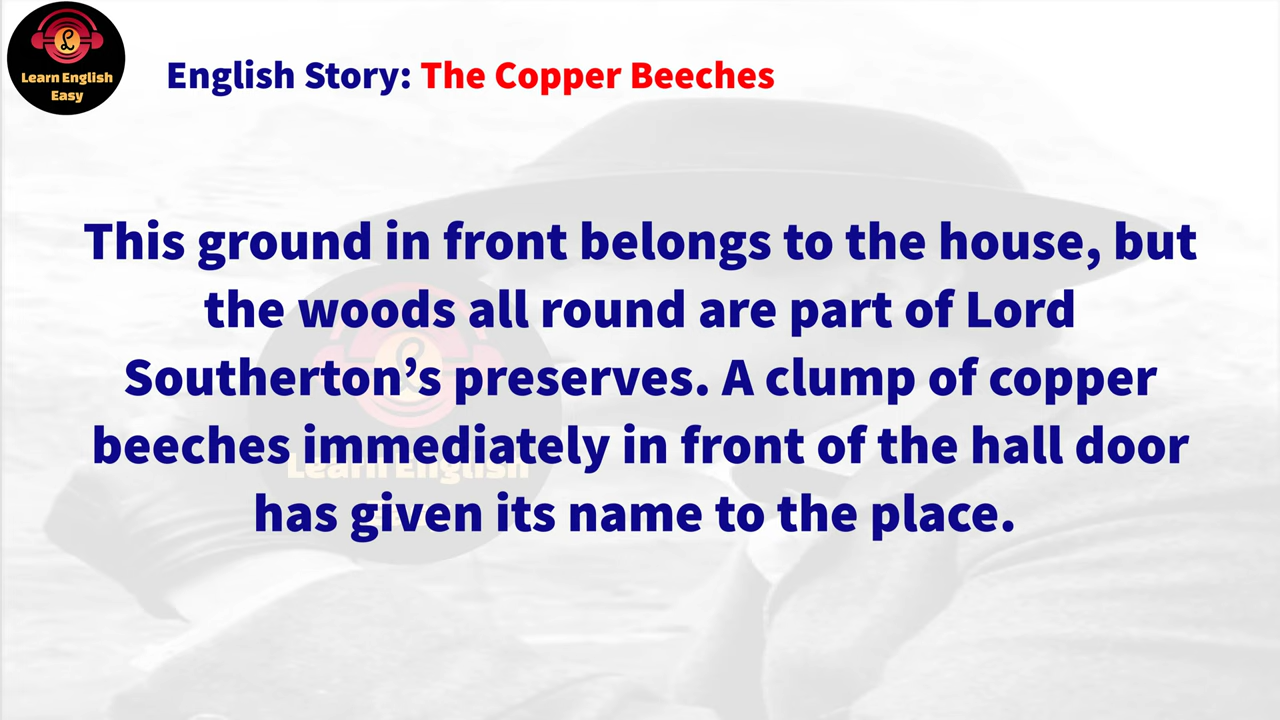 Learn English
Easy
English Story: The Copper Beeches
This ground in front belongs to the house, but
the woods all round are part of Lord
Southerton’s preserves. A clump of copper
beeches immediately in front of the hall door
has given its name to the place.
Learn English